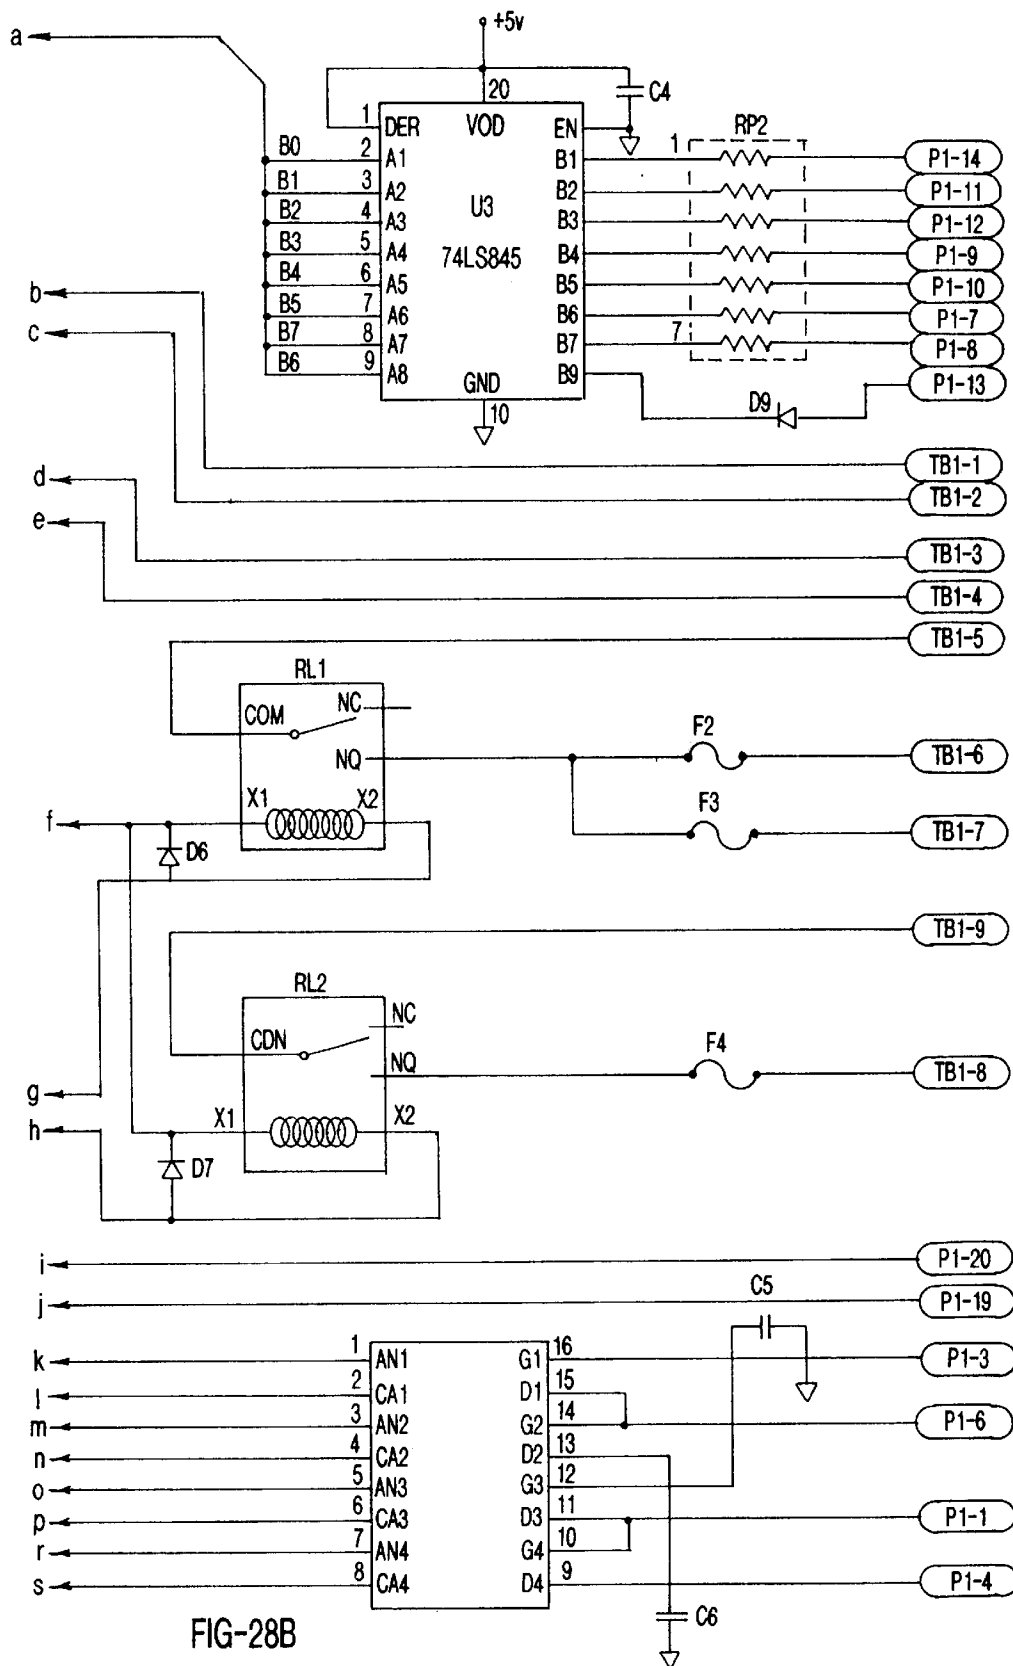 +5v
a
20
C4
1
DER
VOD
EN
RP2
B0
2
A1
B1
1
P1-14
B1
3
A2
B2
P1-11
B2
4
A3
U3
B3
P1-12
B3
5
A4
74LS845
B4
P1-9
B4
6
A5
B5
P1-10
b
B5
7
A6
B6
P1-7
c
B7
8
A7
B7
7
P1-8
B6
9
A8
GND
B9
P1-13
10
D9
TB1-1
d
TB1-2
e
TB1-3
TB1-4
TB1-5
RL1
COM
NC
F2
NQ
TB1-6
X1
X2
F3
f
TB1-7
D6
TB1-9
RL2
NC
CDN
F4
NQ
TB1-8
g
X1
X2
h
D7
i
P1-20
C5
j
P1-19
k
1
AN1
G1
16
P1-3
l
2
CA1
D1
15
m
3
AN2
G2
14
P1-6
n
4
CA2
D2
13
o
5
AN3
G3
12
p
6
CA3
D3
11
P1-1
r
7
AN4
G4
10
s
8
CA4
D4
9
P1-4
C6
FIG-28B